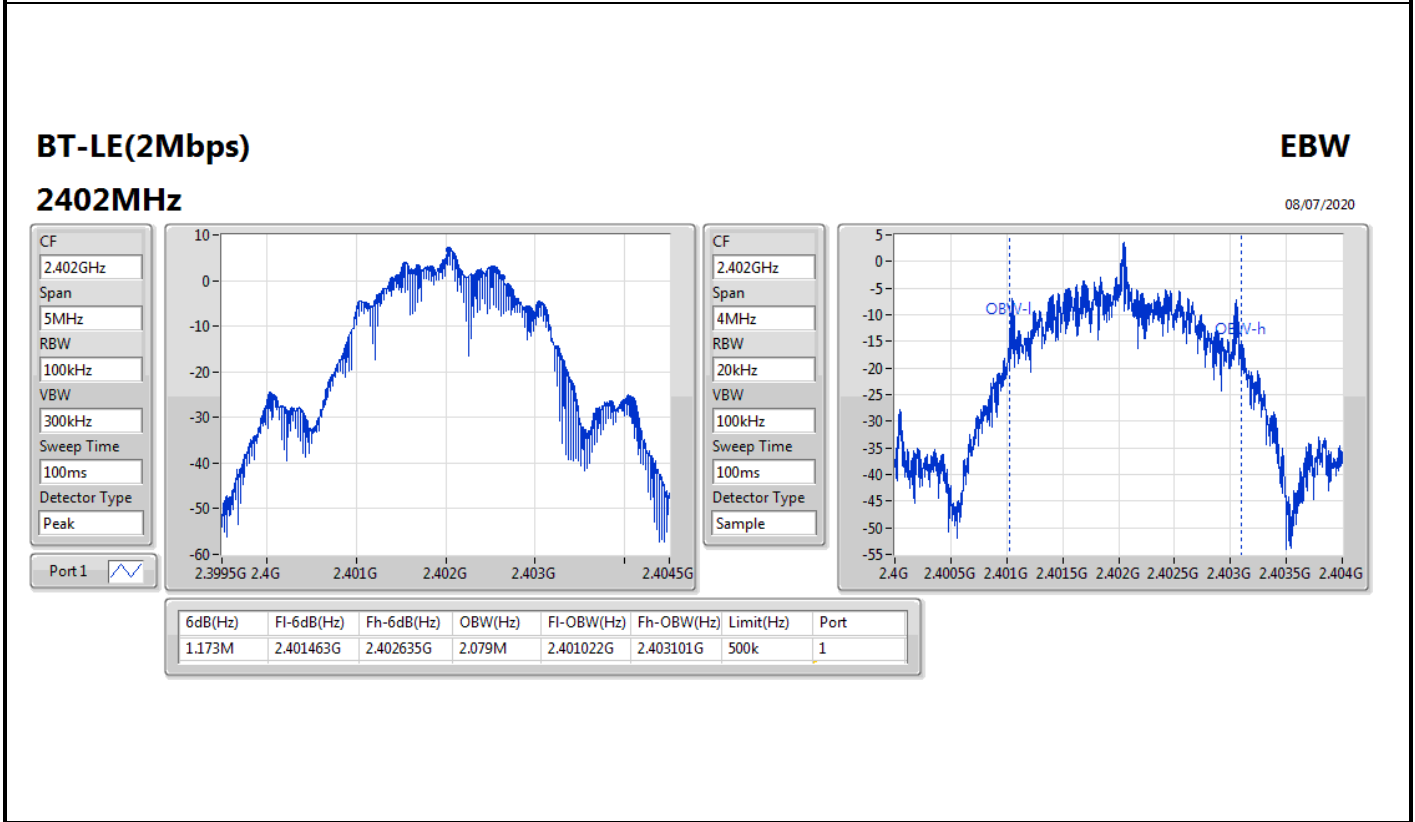 BT-LE(2Mbps)
EBW
2402MHz
08/07/2020
CF
2.402GHz
Span
5MHz
RBW
100kHz
VBW
300kHz
Sweep Time
100ms
Detector Type
Peak
Port 1
10
0
-10
-20
-30
-40
-50
-60
2.3995G 2.4G 2.401G 2.402G 2.403G 2.4045G
CF
2.402GHz
Span
4MHz
RBW
20kHz
VBW
100kHz
Sweep Time
100ms
Detector Type
Sample
5
0
-5
-10
-15
-20
-25
-30
-35
-40
-45
-50
-55
OBW-l
OBW-h
2.4G 2.4005G 2.401G 2.4015G 2.402G 2.4025G 2.403G 2.4035G 2.404G
6dB(Hz) Fl-6dB(Hz) Fh-6dB(Hz) OBW(Hz) Fl-OBW(Hz) Fh-OBW(Hz) Limit(Hz) Port
1.173M 2.401463G 2.402635G 2.079M 2.401022G 2.403101G 500k 1